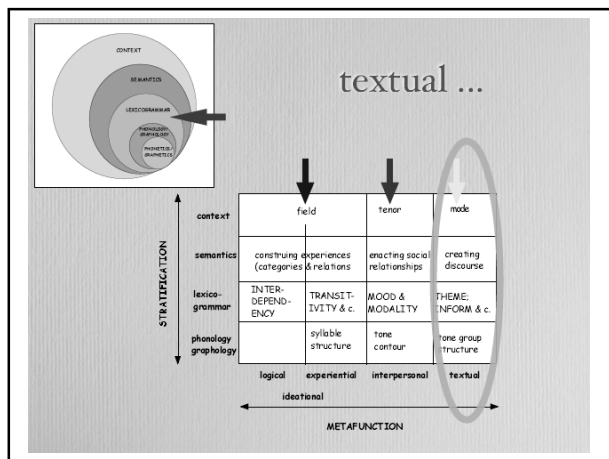 CONTEXT
SEMANTICS
LEXICOGRAMMAR
PHONOLOGY/
GRAPHOLOGY
PHONETICS/
GRAPHETICS
textual ...
STRATIFICATION
context
field
tenor
mode
semantics
construing experiences
(categories & relations
enacting social
relationships
creating
discourse
lexico-
grammar
INTER-
DEPEND-
ENCY
TRANSIT-
IVITY & c.
MOOD &
MODALITY
THEME;
INFORM & c.
phonology
graphology
syllable
structure
tone
contour
tone group
structure
logical
experiential
interpersonal
textual
ideational
METAFUNCTION